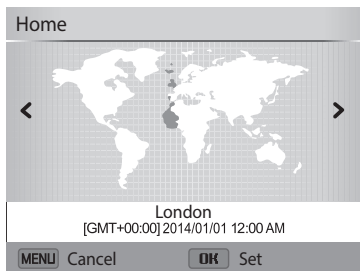 Home
London
[GMT+00:00] 2014/01/01 12:00 AM
MENU Cancel OK Set